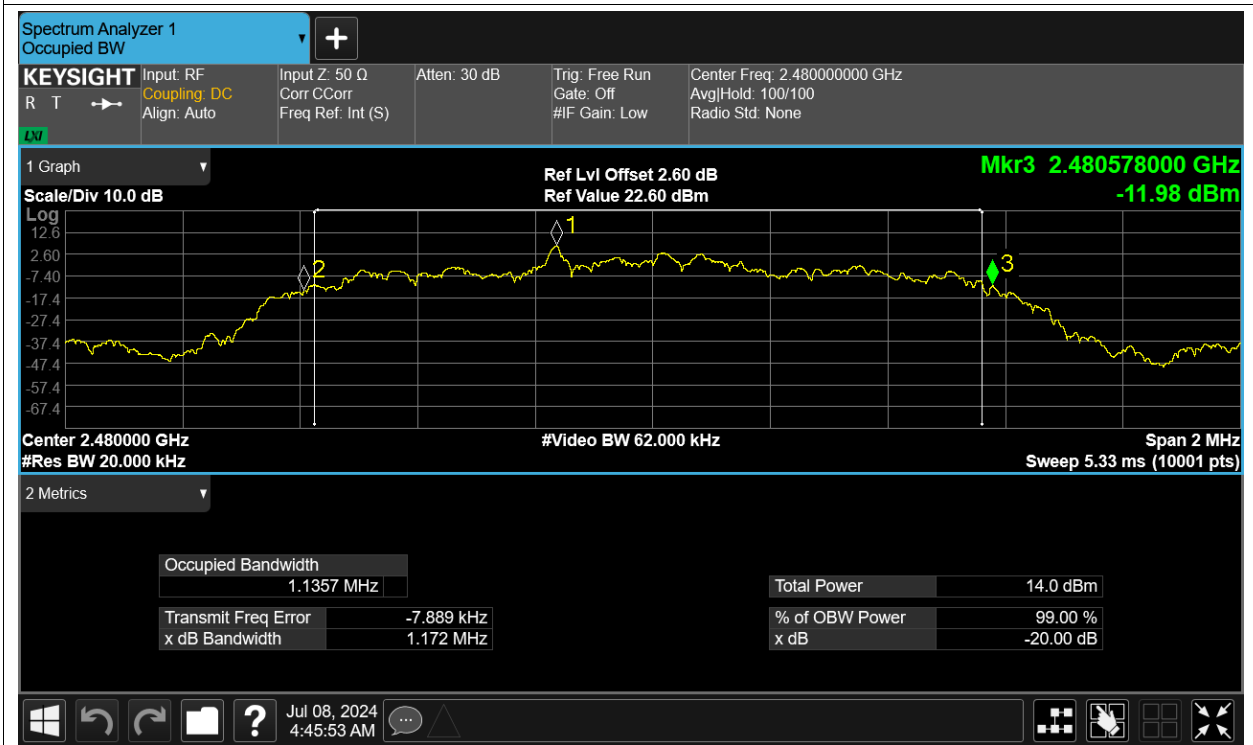 Spectrum Analyzer 1
Occupied BW
KEYSIGHT
R T
LXI
Input: RF
Coupling: DC
Align: Auto
Input Z: 50 Ω
Corr CCorr
Freq Ref: Int (S)
Atten: 30 dB
Trig: Free Run
Gate: Off
#IF Gain: Low
Center Freq: 2.480000000 GHz
Avg|Hold: 100/100
Radio Std: None
1 Graph
Scale/Div 10.0 dB
Ref Lvl Offset 2.60 dB
Ref Value 22.60 dBm
Mkr3 2.480578000 GHz
-11.98 dBm
Log
12.6
2.60
-7.40
-17.4
-27.4
-37.4
-47.4
-57.4
-67.4
1
2
3
Center 2.480000 GHz
#Video BW 62.000 kHz
Span 2 MHz
#Res BW 20.000 kHz
Sweep 5.33 ms (10001 pts)
2 Metrics
Occupied Bandwidth
1.1357 MHz
Total Power 14.0 dBm
Transmit Freq Error -7.889 kHz
% of OBW Power 99.00 %
x dB Bandwidth 1.172 MHz
x dB -20.00 dB
?
Jul 08, 2024
4:45:53 AM